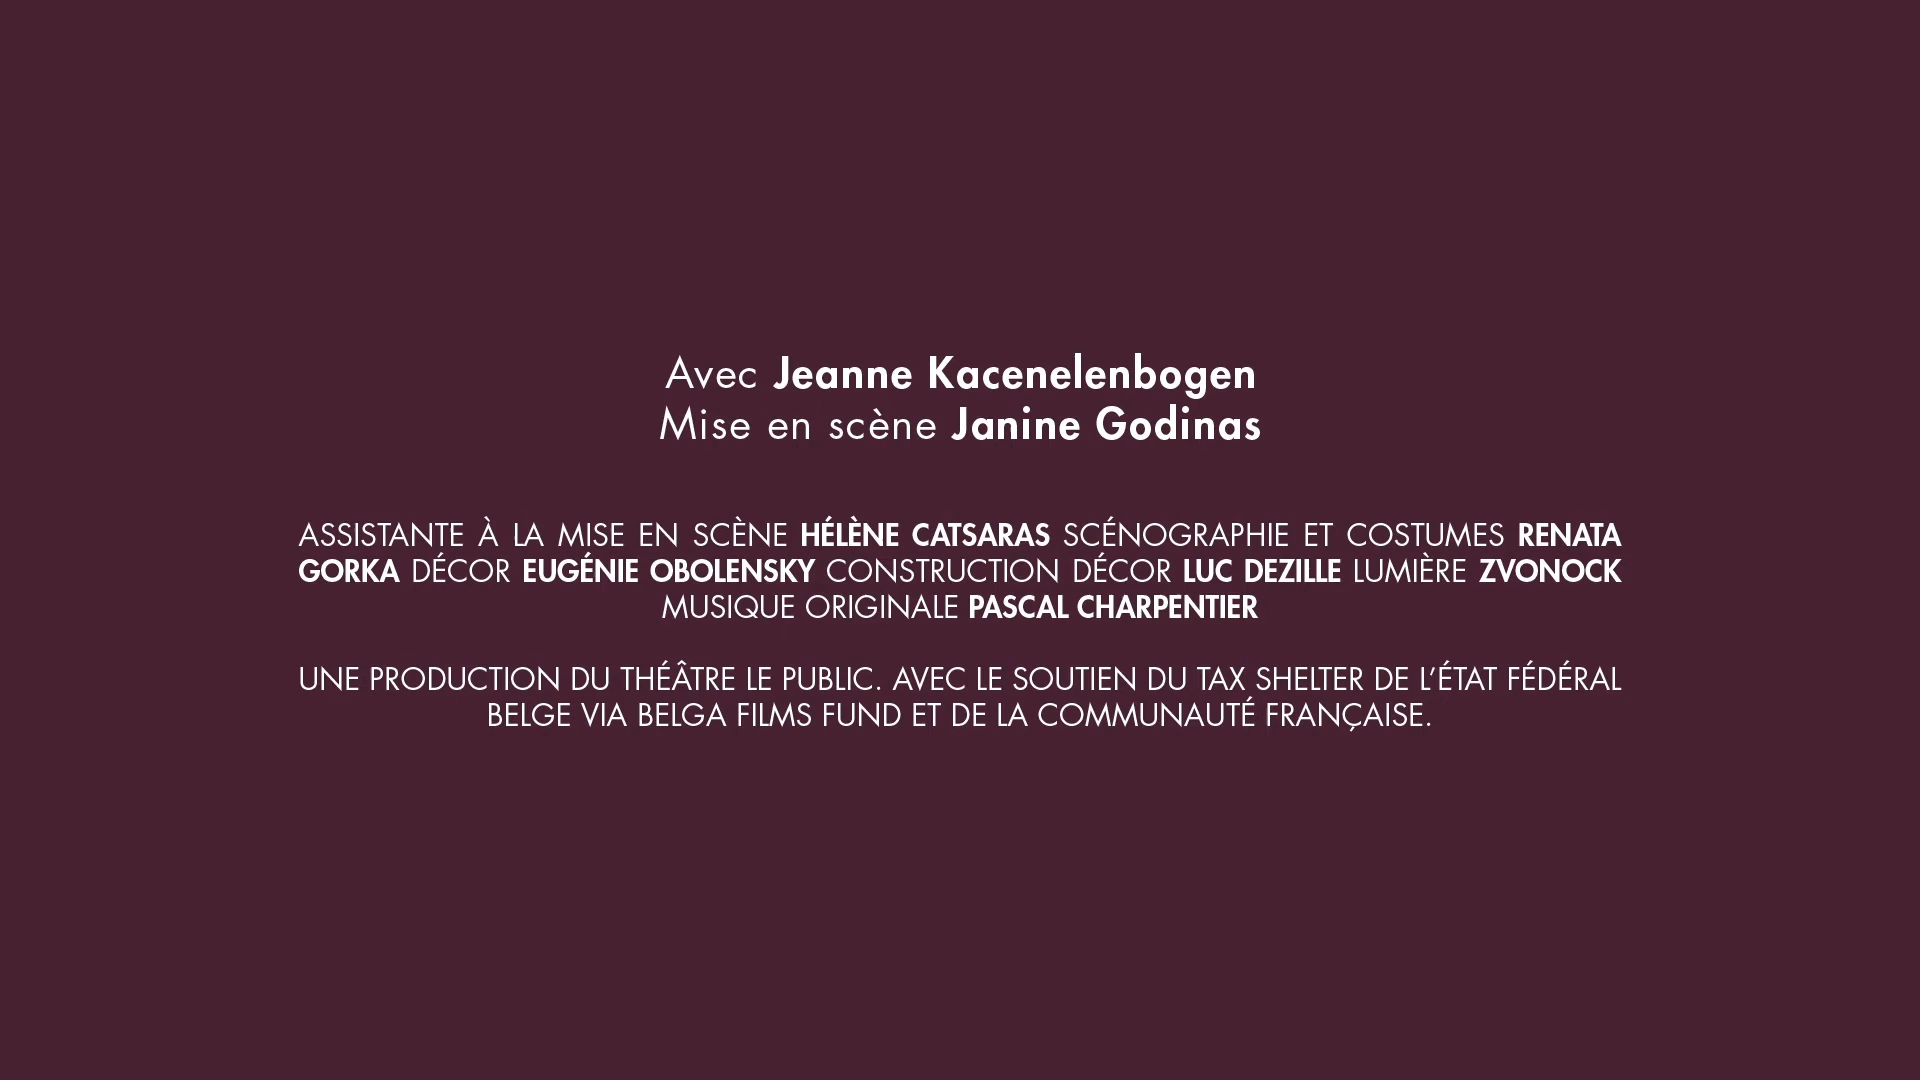 Avec Jeanne Kacenelenbogen
Mise en scène Janine Godinas
ASSISTANTE À LA MISE EN SCÈNE HÉLÈNE CATSARAS SCÉNOGRAPHIE ET COSTUMES RENATA
GORKA DÉCOR EUGÉNIE OBOLENSKY CONSTRUCTION DÉCOR LUC DEZILLE LUMIÈRE ZVONOCK
MUSIQUE ORIGINALE PASCAL CHARPENTIER
UNE PRODUCTION DU THÉÂTRE LE PUBLIC. AVEC LE SOUTIEN DU TAX SHELTER DE L’ÉTAT FÉDÉRAL
BELGE VIA BELGA FILMS FUND ET DE LA COMMUNAUTÉ FRANÇAISE.